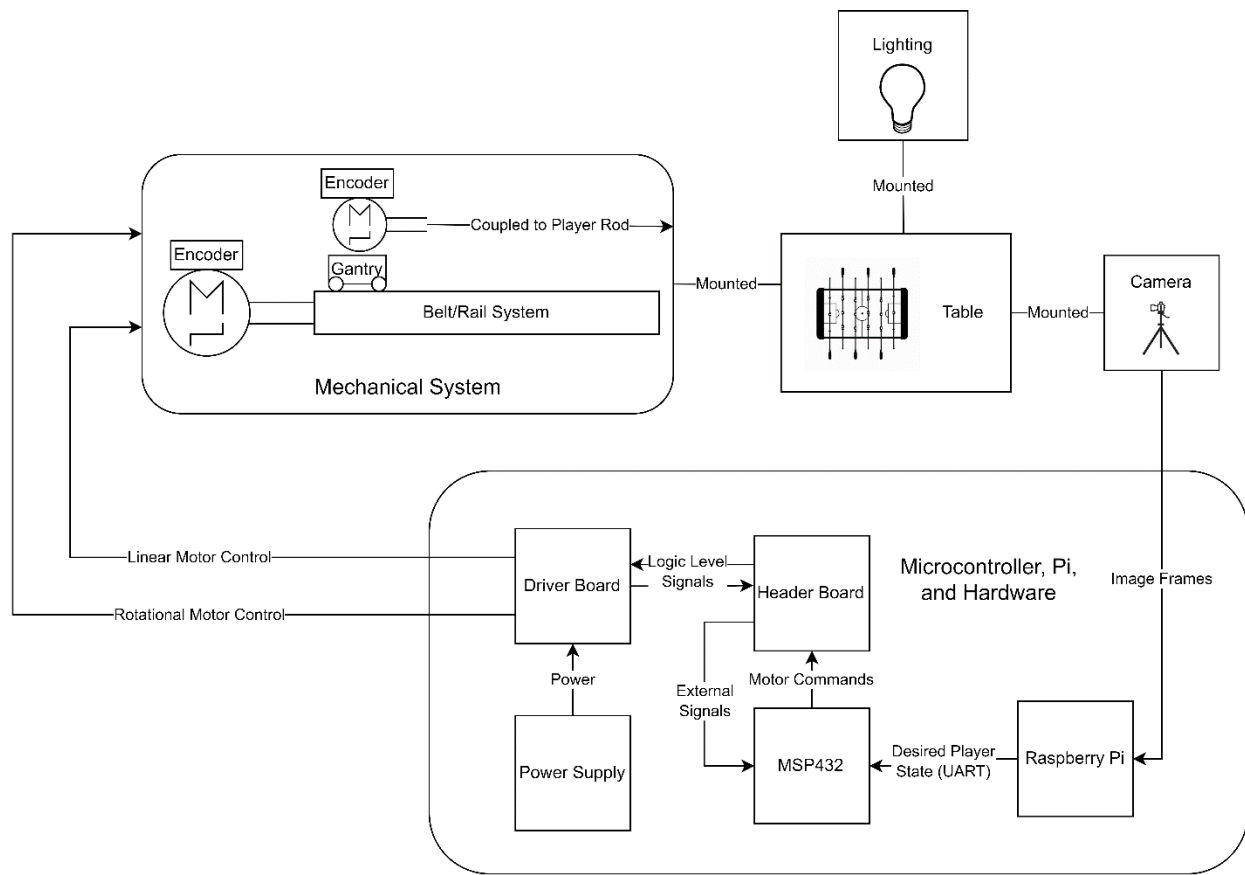 Lighting
Mounted
Encoder
Coupled to Player Rod
Encoder
Gantry
Belt/Rail System
Mechanical System
Mounted
Table
Mounted
Camera
Linear Motor Control
Rotational Motor Control
Driver Board
Logic Level
Signals
Header Board
Microcontroller, Pi,
and Hardware
Image Frames
Power
External
Signals
Motor Commands
Power Supply
MSP432
Desired Player
State (UART)
Raspberry Pi